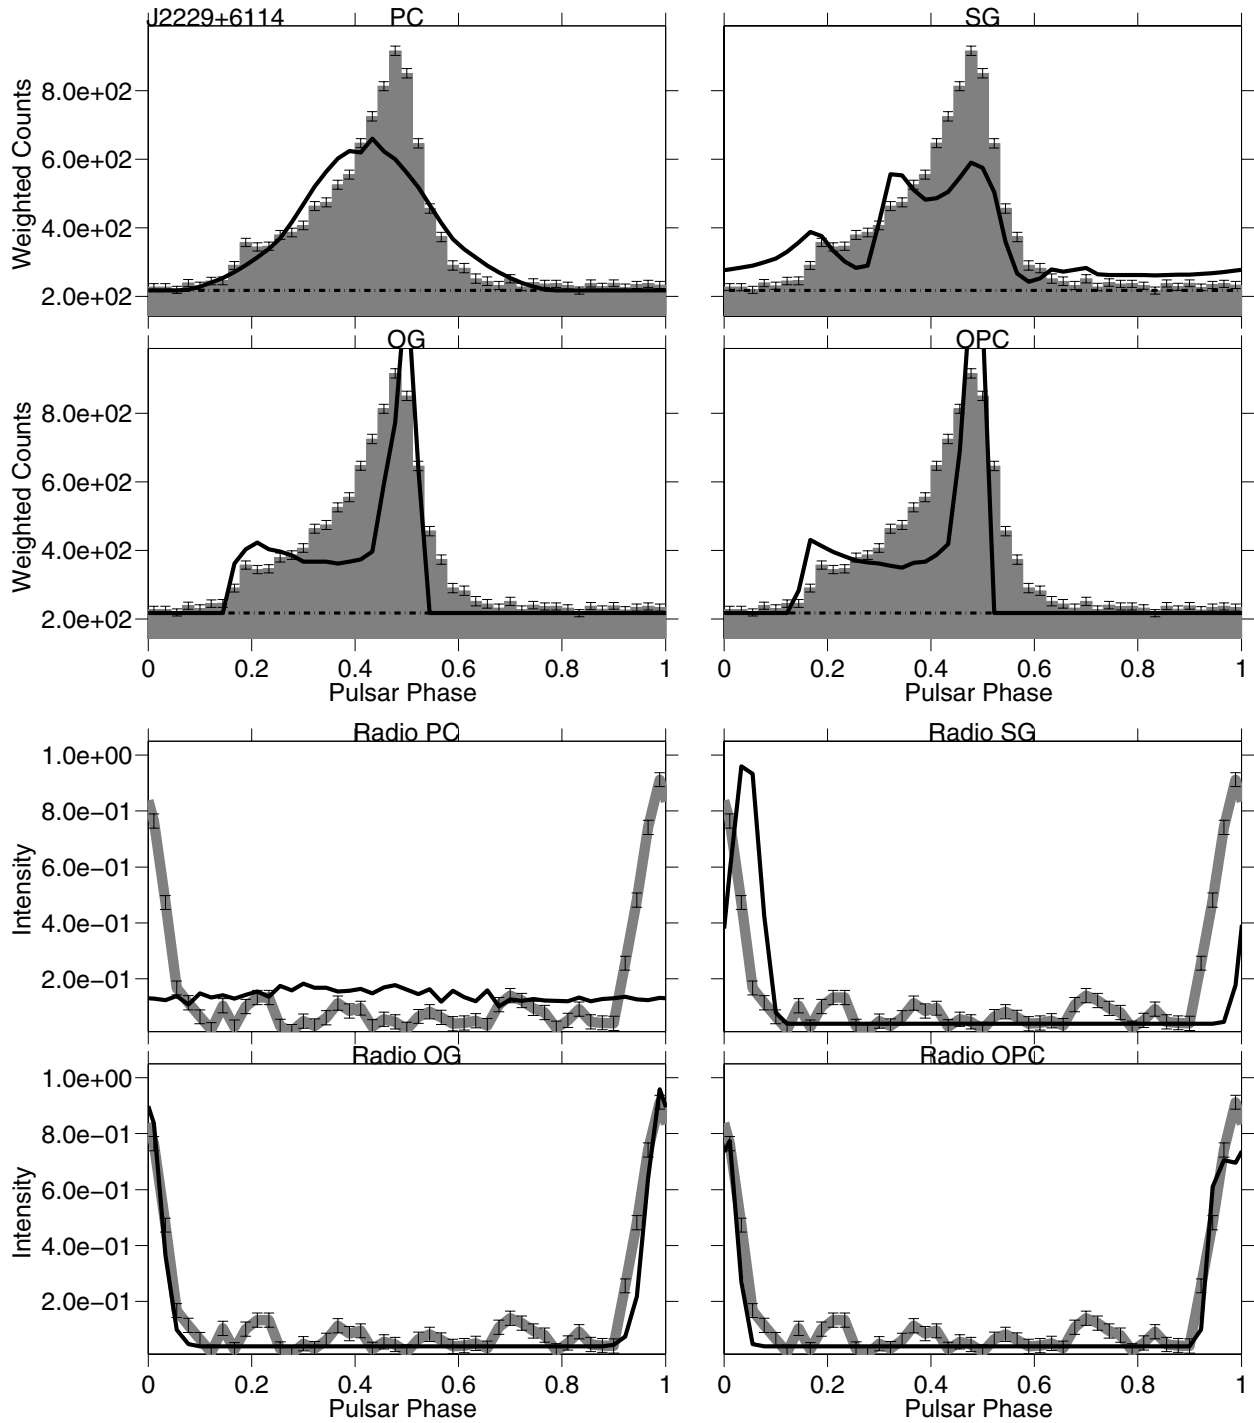 J2229+6114 PC SG
Weighted Counts
8.0e+02
6.0e+02
4.0e+02
2.0e+02
OG OPC
Weighted Counts
8.0e+02
6.0e+02
4.0e+02
2.0e+02
0 0.2 0.4 0.6 0.8 1 0 0.2 0.4 0.6 0.8 1
Pulsar Phase Pulsar Phase
Radio PC Radio SG
Intensity
1.0e+00
8.0e−01
6.0e−01
4.0e−01
2.0e−01
Radio OG Radio OPC
Intensity
1.0e+00
8.0e−01
6.0e−01
4.0e−01
2.0e−01
0 0.2 0.4 0.6 0.8 1 0 0.2 0.4 0.6 0.8 1
Pulsar Phase Pulsar Phase